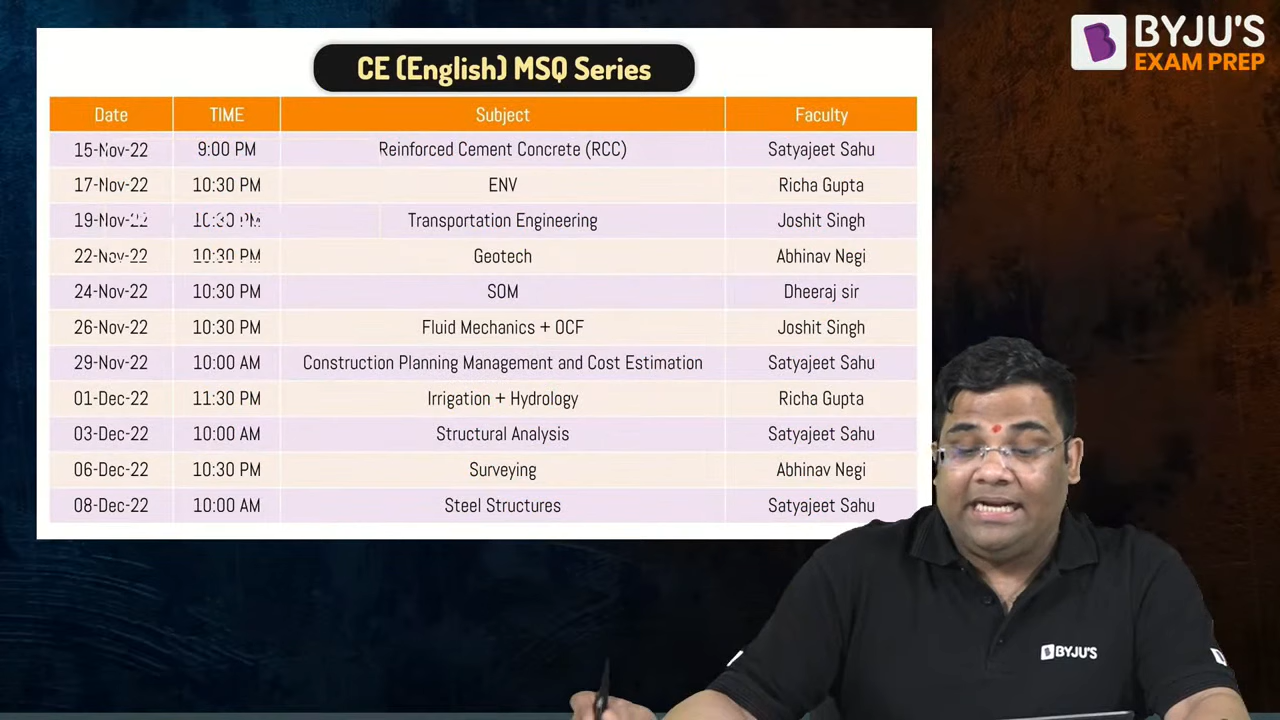 BYJU'S
EXAM PREP
CE (English) MSQ Series
Date TIME Subject Faculty
15-Nov-22 9:00 PM Reinforced Cement Concrete (RCC) Satyajeet Sahu
17-Nov-22 10:30 PM ENV Richa Gupta
19-Nov-22 10:30 PM Transportation Engineering Joshit Singh
22-Nov-22 10:30 PM Geotech Abhinav Negi
24-Nov-22 10:30 PM SOM Dheeraj sir
26-Nov-22 10:30 PM Fluid Mechanics + OCF Joshit Singh
29-Nov-22 10:00 AM Construction Planning Management and Cost Estimation Satyajeet Sahu
01-Dec-22 11:30 PM Irrigation + Hydrology Richa Gupta
03-Dec-22 10:00 AM Structural Analysis Satyajeet Sahu
06-Dec-22 10:30 PM Surveying Abhinav Negi
08-Dec-22 10:00 AM Steel Structures Satyajeet Sahu
BYJU'S